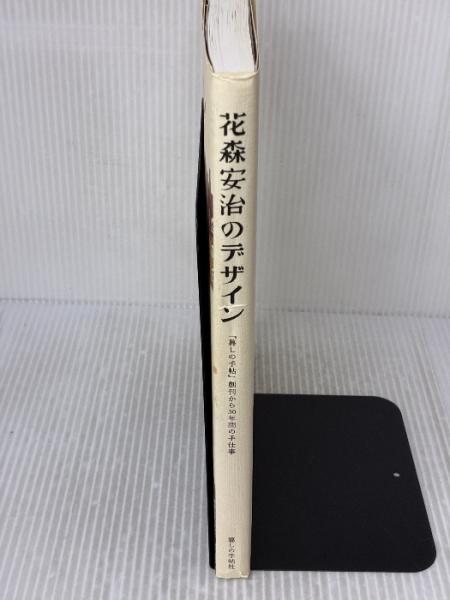 花森安治のデザイン
「暮しの手帖」創刊から30年間の手仕事
暮しの手帖社